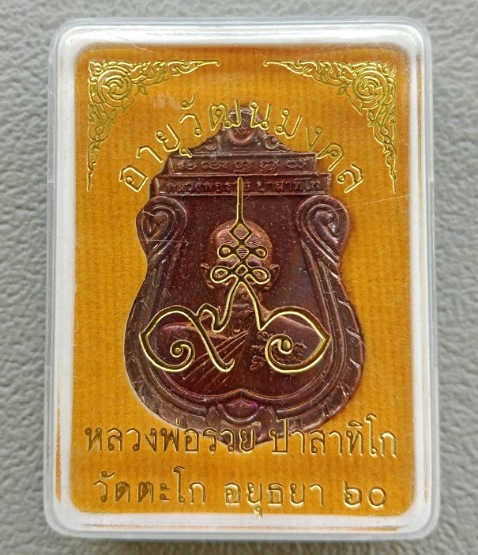 อายุวัฒนมงคล
หลวงพ่อรวย ปาสาทิโก
หลวงพ่อรวย ปาสาทิโก
วัดตะโก อยุธยา ๖๐